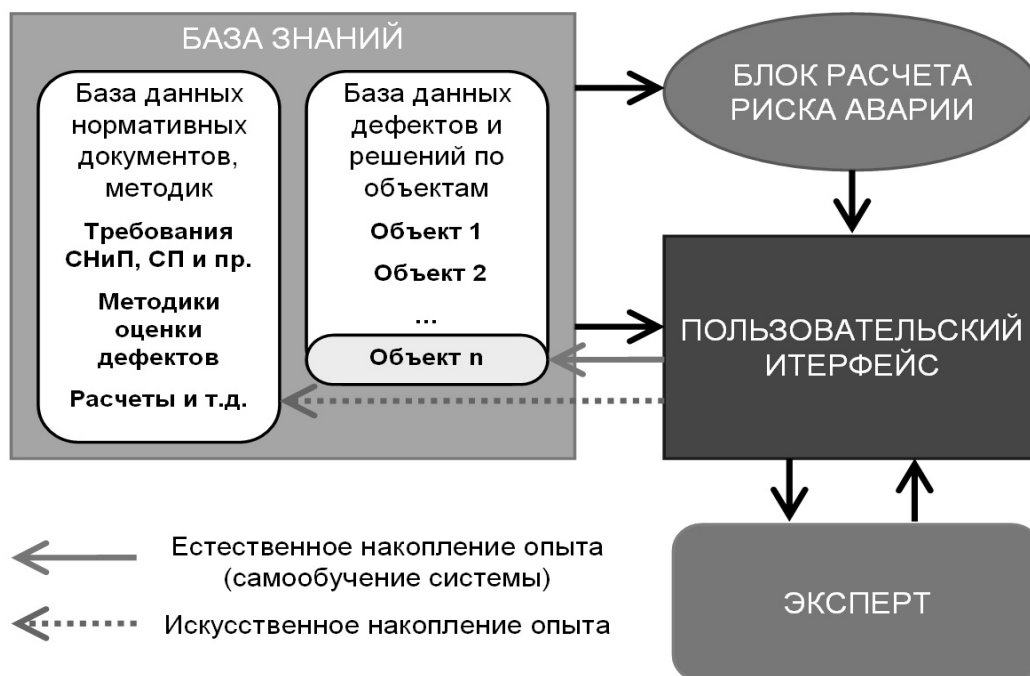 БАЗА ЗНАНИЙ
База данных
нормативных
документов,
методик
Требования
СНиП, СП и пр.
Методики
оценки
дефектов
Расчеты и т.д.
База данных
дефектов и
решений по
объектам
Объект 1
Объект 2
...
Объект n
БЛОК РАСЧЕТА
РИСКА АВАРИИ
ПОЛЬЗОВАТЕЛЬСКИЙ
ИТЕРФЕЙС
ЭКСПЕРТ
Естественное накопление опыта
(самообучение системы)
Искусственное накопление опыта